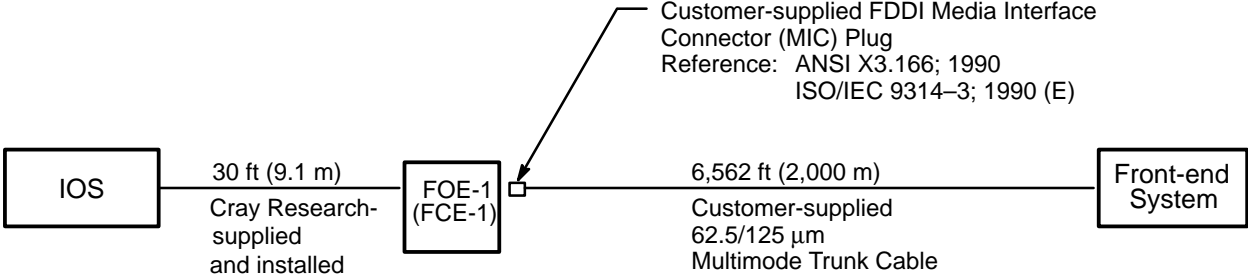 Customer-supplied FDDI Media Interface
Connector (MIC) Plug
Reference: ANSI X3.166; 1990
ISO/IEC 9314–3; 1990 (E)
IOS
30 ft (9.1 m)
Cray Research-
supplied
and installed
FOE-1
(FCE-1)
6,562 ft (2,000 m)
Customer-supplied
62.5/125 μm
Multimode Trunk Cable
Front-end
System